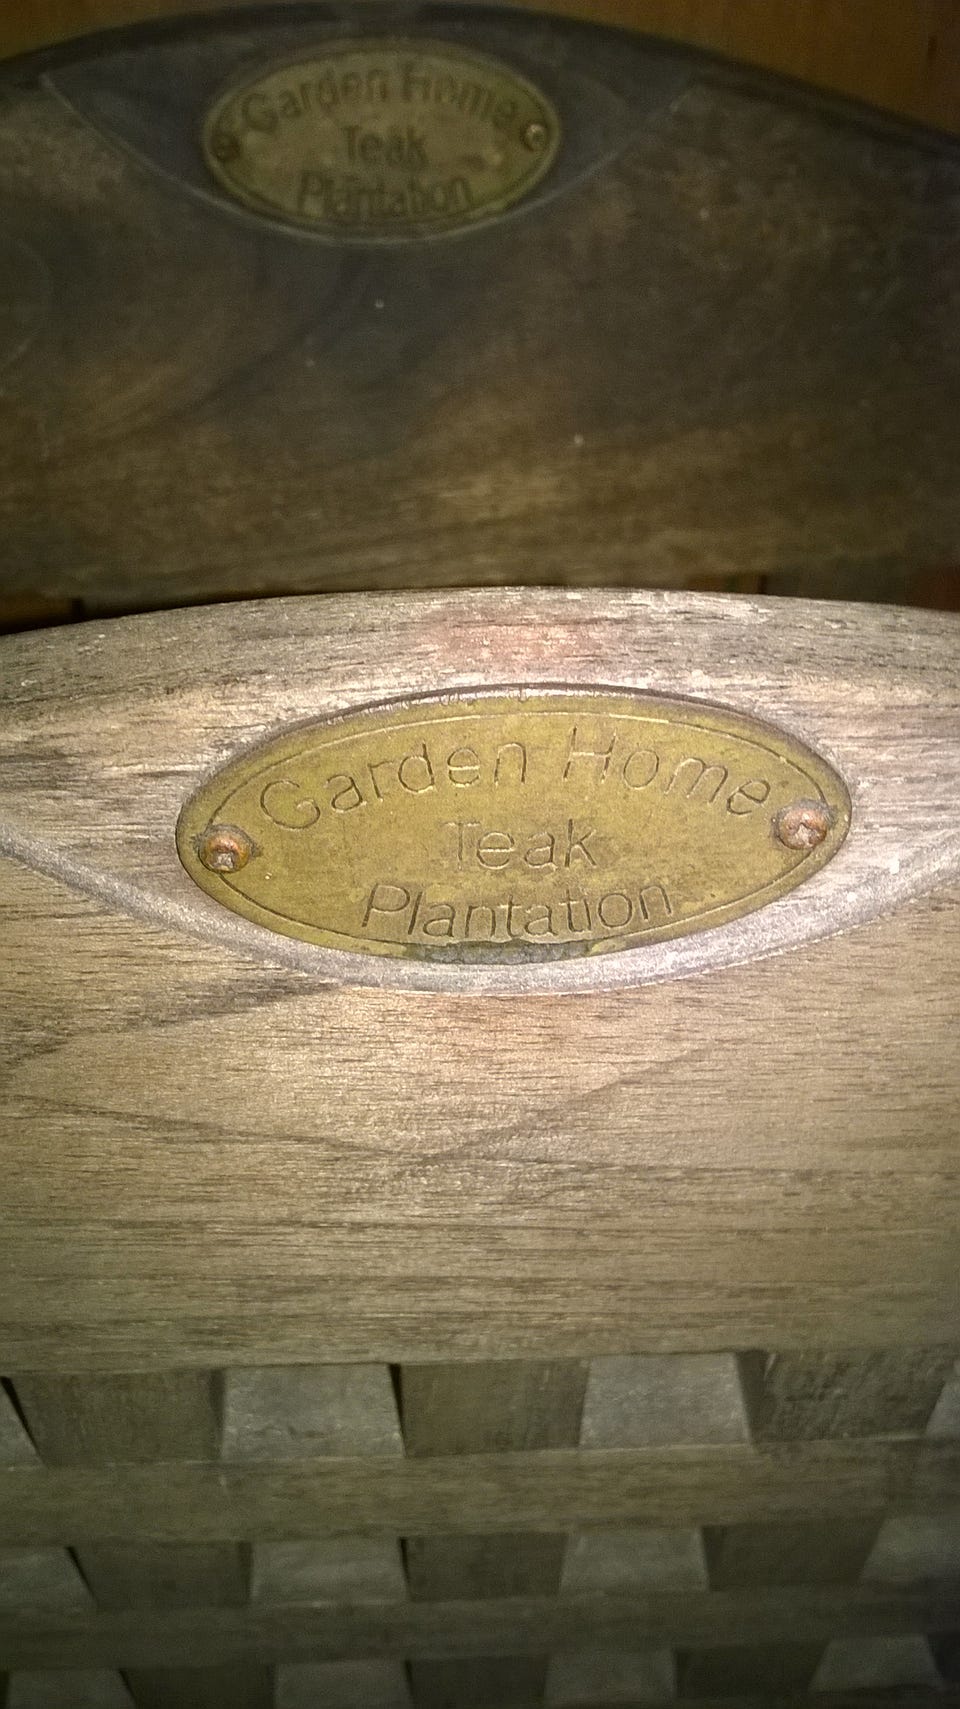 Garden Home
Teak
Plantation
Garden Home
Teak
Plantation